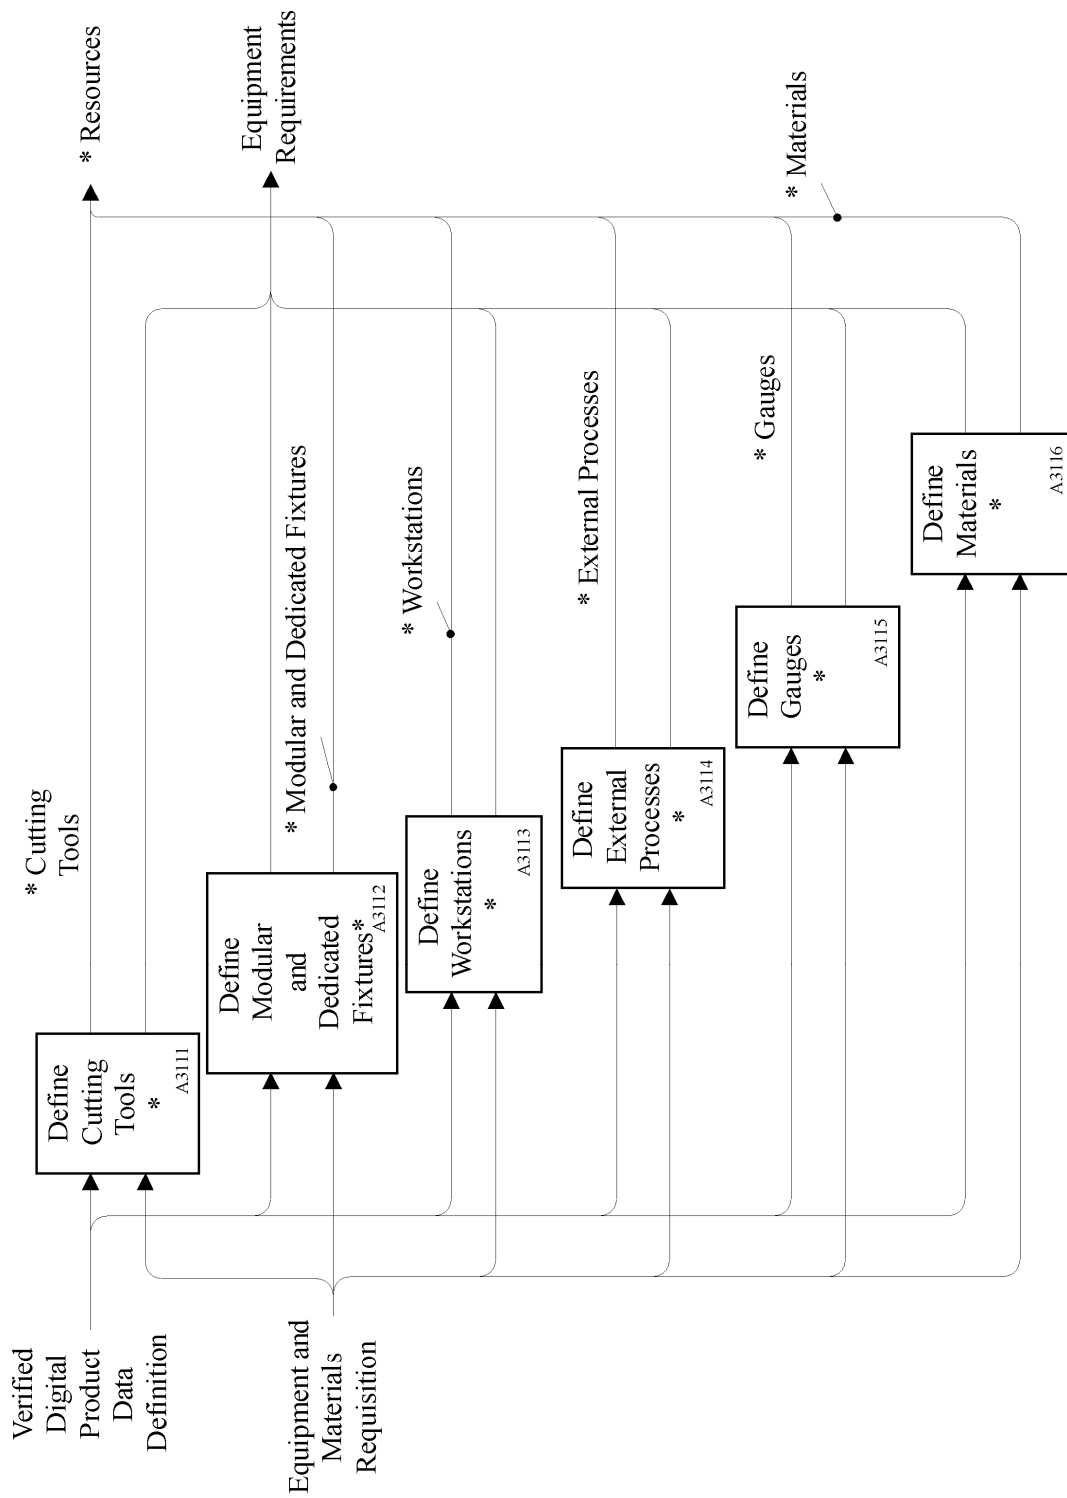 Verified
Digital
Product
Data
Definition
Equipment and
Materials
Requisition
Define
Cutting
Tools
*
A3111
* Cutting
Tools
* Resources
Define
Modular
and
Dedicated
Fixtures*
A3112
Equipment
Requirements
* Modular and Dedicated Fixtures
Define
Workstations
*
A3113
* Workstations
Define
External
Processes
*
A3114
* External Processes
Define
Gauges
*
A3115
* Gauges
* Materials
Define
Materials
*
A3116